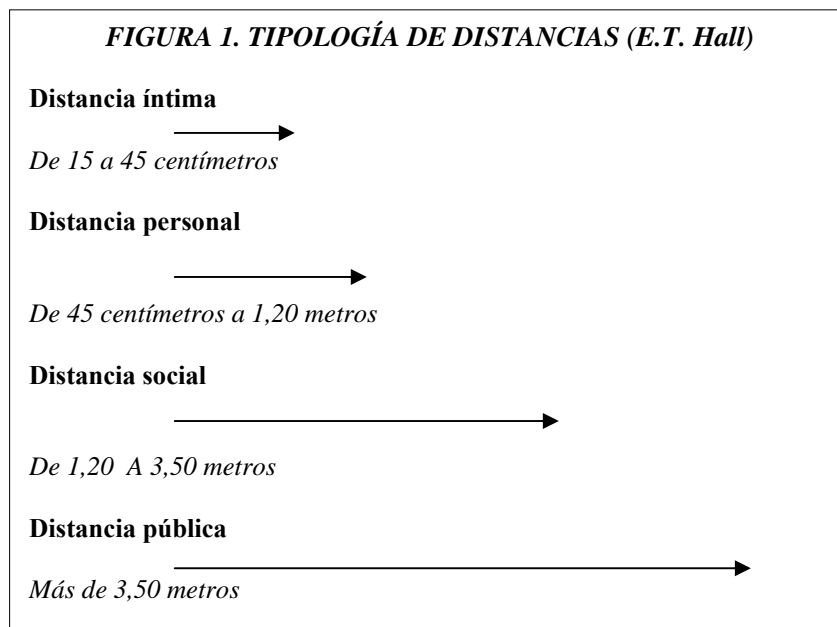 FIGURA 1. TIPOLOGÍA DE DISTANCIAS (E.T. Hall)
Distancia íntima
De 15 a 45 centímetros
Distancia personal
De 45 centímetros a 1,20 metros
Distancia social
De 1,20 A 3,50 metros
Distancia pública
Más de 3,50 metros